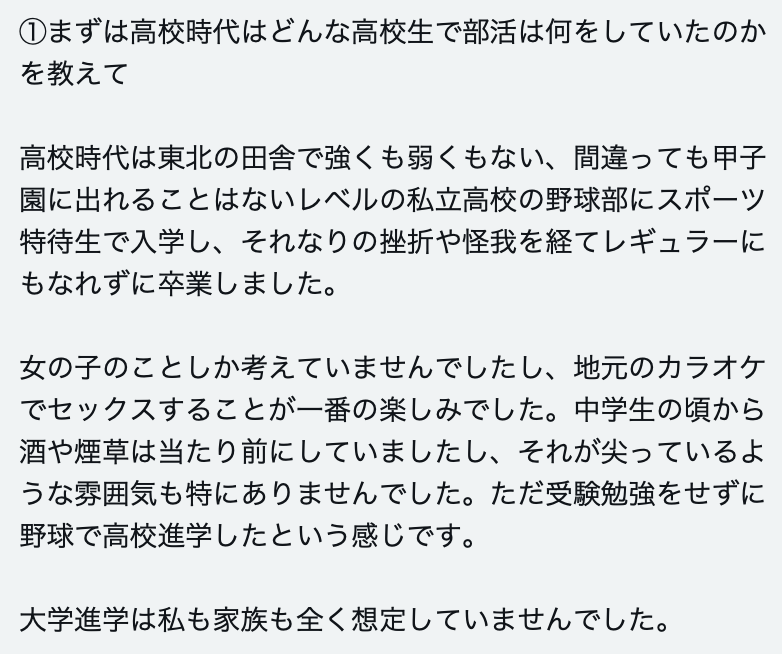 ①まずは高校時代はどんな高校生で部活は何をしていたのか
を教えて
高校時代は東北の田舎で強くも弱くもない、間違っても甲子
園に出れることはないレベルの私立高校の野球部にスポーツ
特待生で入学し、それなりの挫折や怪我を経てレギュラーに
もなれずに卒業しました。
女の子のことしか考えていませんでしたし、地元のカラオケ
でセックスすることが一番の楽しみでした。中学生の頃から
酒や煙草は当たり前にしていましたし、それが尖っているよ
うな雰囲気も特にありませんでした。ただ受験勉強をせずに
野球で高校進学したという感じです。
大学進学は私も家族も全く想定していませんでした。